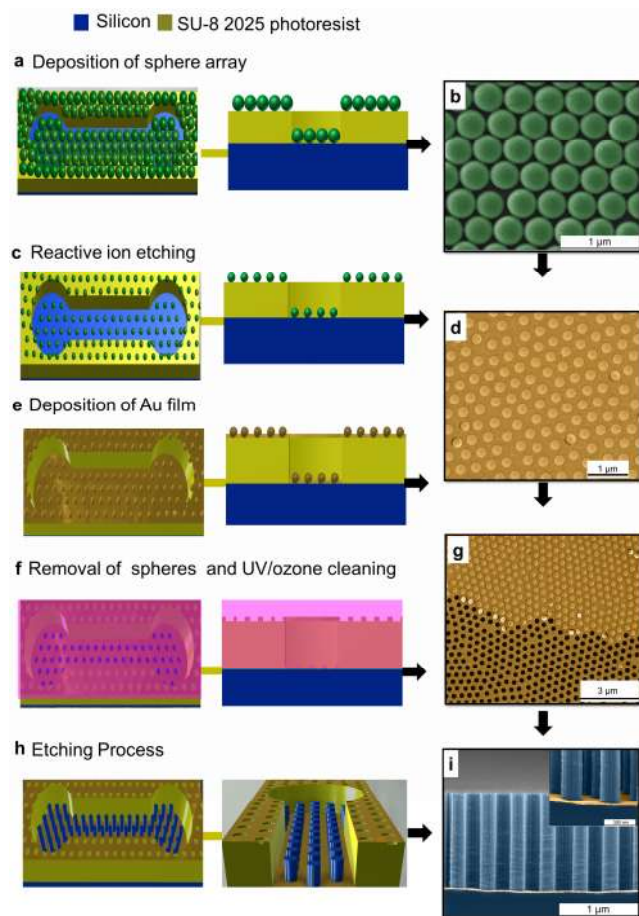 Silicon SU-8 2025 photoresist
a Deposition of sphere array
b
1 µm
c Reactive ion etching
d
1 µm
e Deposition of Au film
f Removal of spheres and UV/ozone cleaning
g
3 µm
h Etching Process
i
1 µm